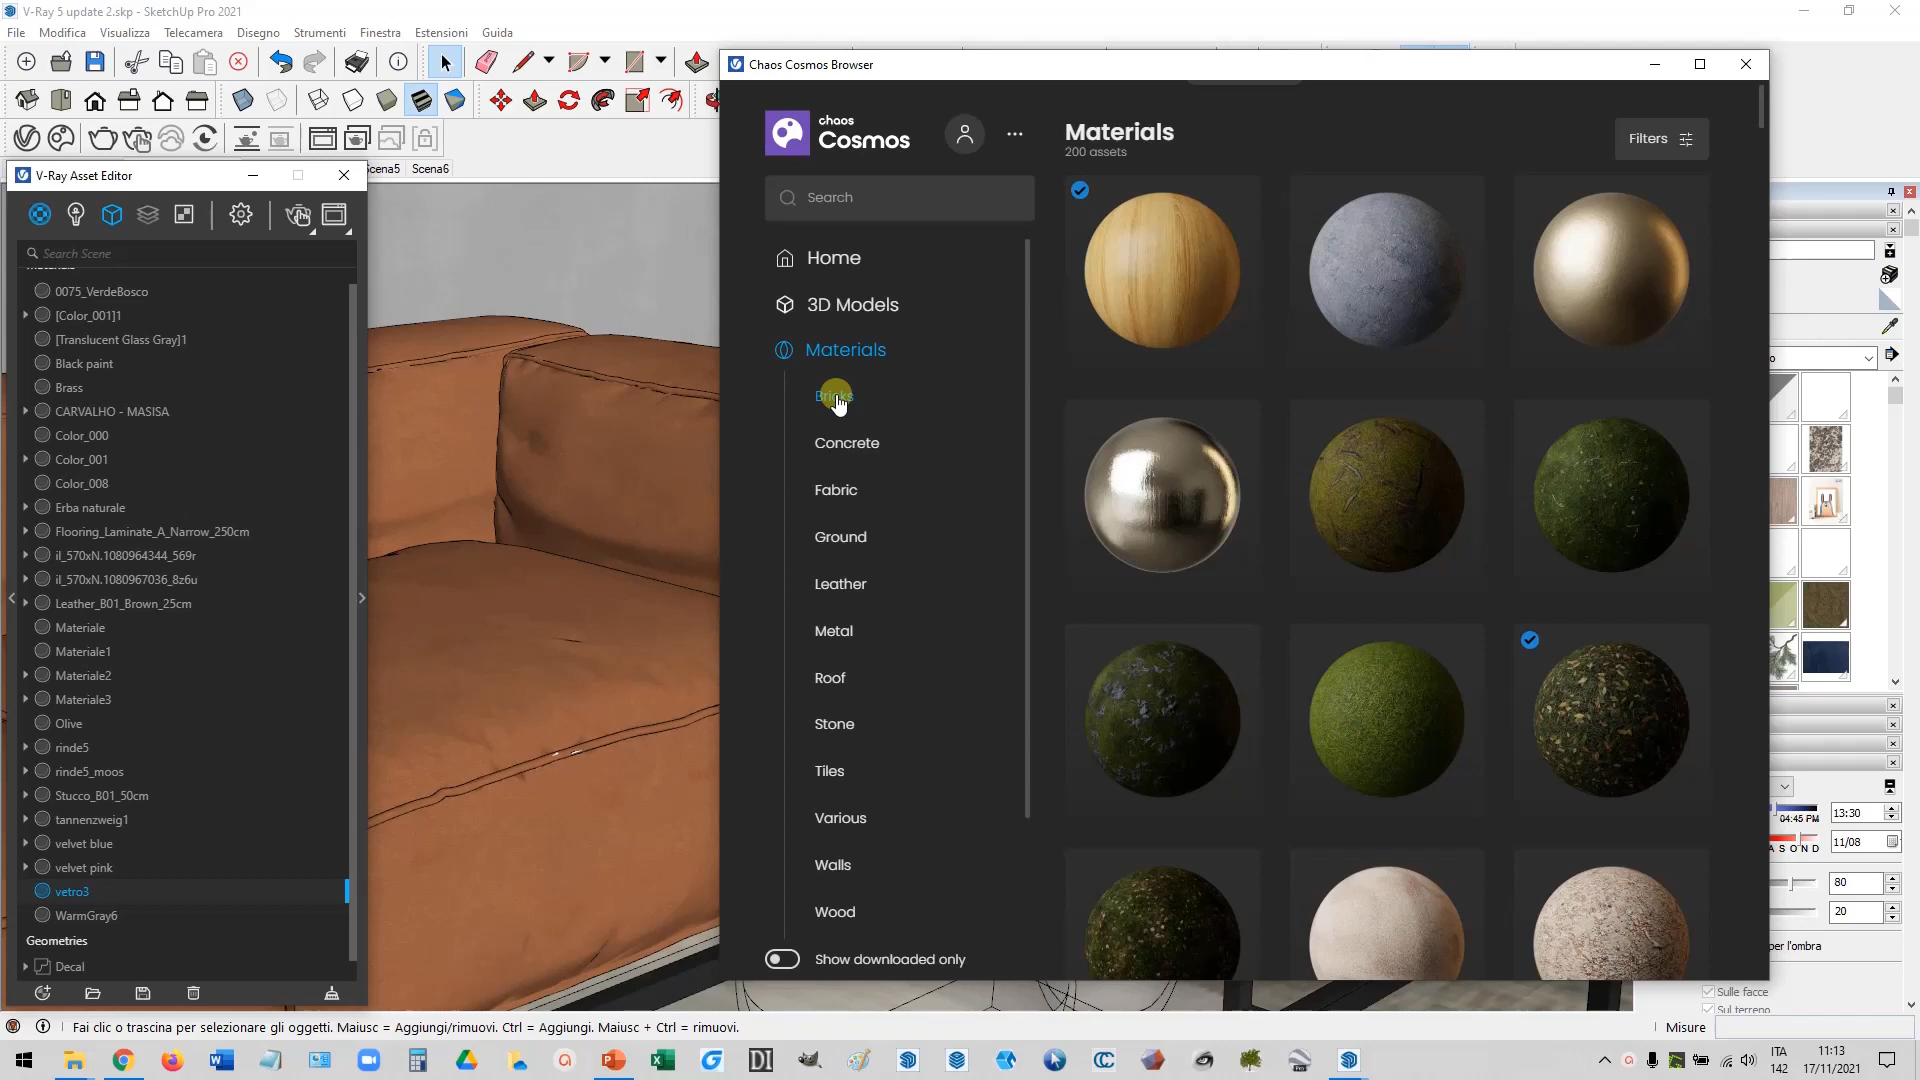 V-Ray 5 update 2.skp - SketchUp Pro 2021
File Modifica Visualizza Telecamera Disegno Strumenti Finestra Estensioni Guida
Scena5 Scena6
V-Ray Asset Editor
Search Scene
Materials
0075_VerdeBosco
[Color_001]1
[Translucent Glass Gray]1
Black paint
Brass
CARVALHO - MASISA
Color_000
Color_001
Color_008
Erba naturale
Flooring_Laminate_A_Narrow_250cm
il_570xN.1080964344_569r
il_570xN.1080967036_8z6u
Leather_B01_Brown_25cm
Materiale
Materiale1
Materiale2
Materiale3
Olive
rinde5
rinde5_moos
Stucco_B01_50cm
tannenzweig1
velvet blue
velvet pink
vetro3
WarmGray6
Geometries
Decal
Chaos Cosmos Browser
chaos
Cosmos
Search
Home
3D Models
Materials
Bricks
Concrete
Fabric
Ground
Leather
Metal
Roof
Stone
Tiles
Various
Walls
Wood
Show downloaded only
Materials
200 assets
Filters
04:45 PM
13:30
A S O N D
11/08
80
20
per l'ombra
Sulle facce
Sul terreno
Fai clic o trascina per selezionare gli oggetti. Maiusc = Aggiungi/rimuovi. Ctrl = Aggiungi. Maiusc + Ctrl = rimuovi.
Misure
DI
ITA
142
11:13
17/11/2021